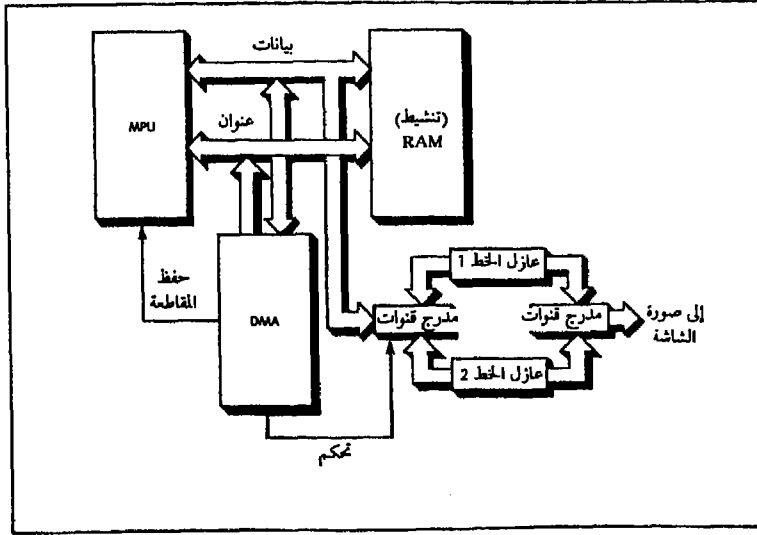 بيانات
MPU
(تنشيط)
RAM
عنوان
حفظ
المقاطعة
DMA
عازل الخط 1
مدرج قنوات
مدرج قنوات
إلى صورة
الشاشة
عازل الخط 2
تحكم